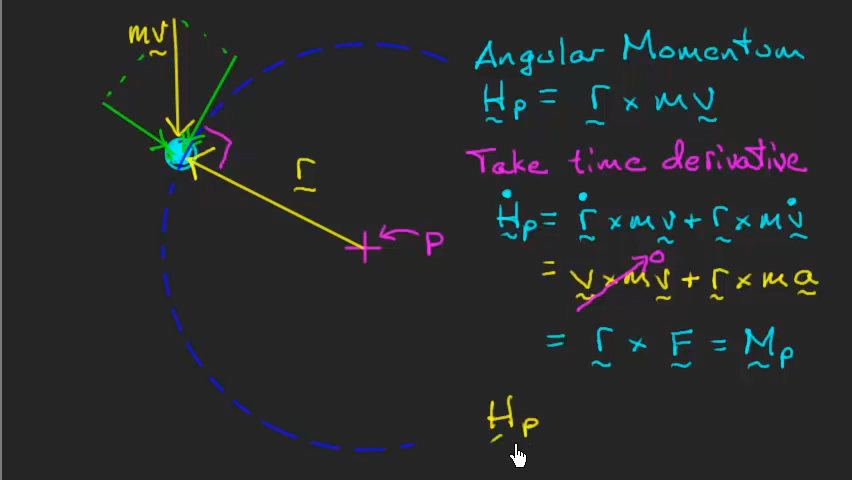 mv
r
P
Angular Momentum
Hp = r × mv
Take time derivative
Ḣp = ṙ × mv + r × mv̇
= v × mv + r × ma
0
= r × F = Mp
Hp